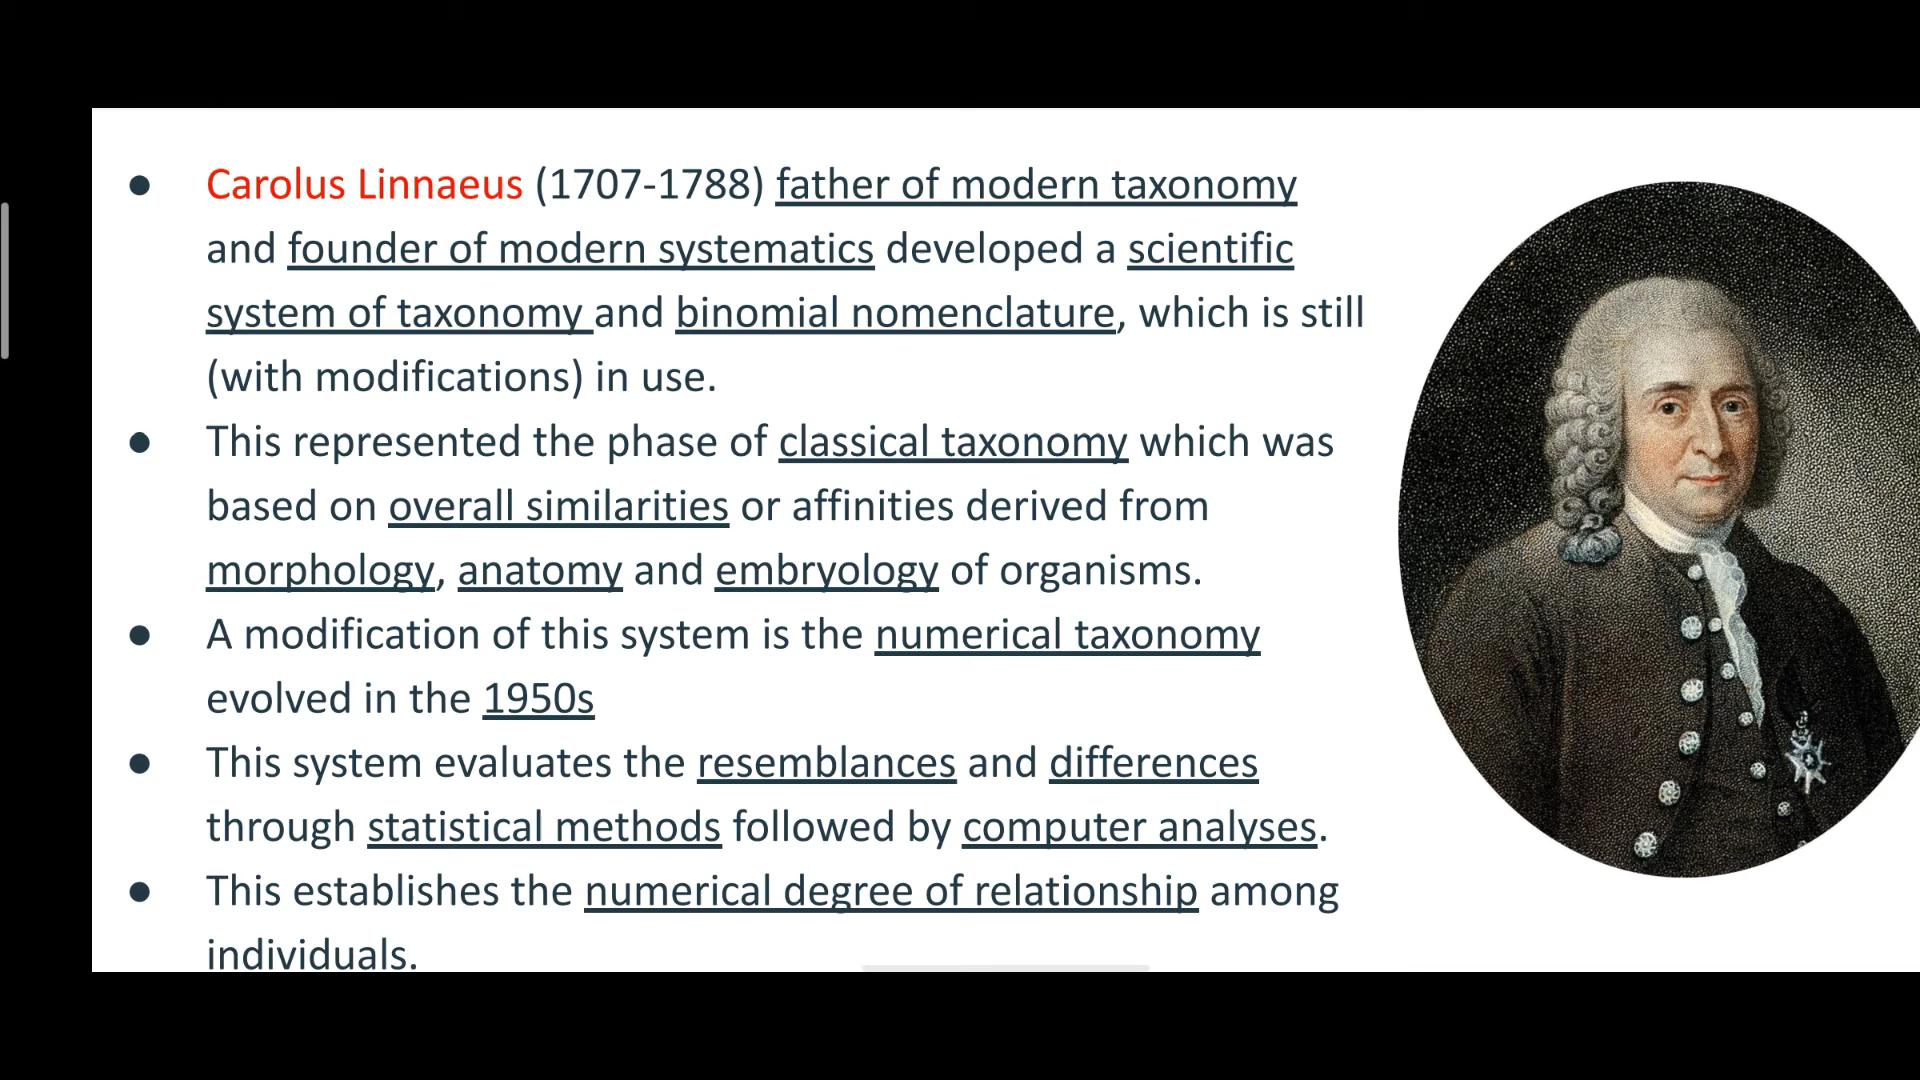 ● Carolus Linnaeus (1707-1788) father of modern taxonomy
and founder of modern systematics developed a scientific
system of taxonomy and binomial nomenclature, which is still
(with modifications) in use.
● This represented the phase of classical taxonomy which was
based on overall similarities or affinities derived from
morphology, anatomy and embryology of organisms.
● A modification of this system is the numerical taxonomy
evolved in the 1950s
● This system evaluates the resemblances and differences
through statistical methods followed by computer analyses.
● This establishes the numerical degree of relationship among
individuals.